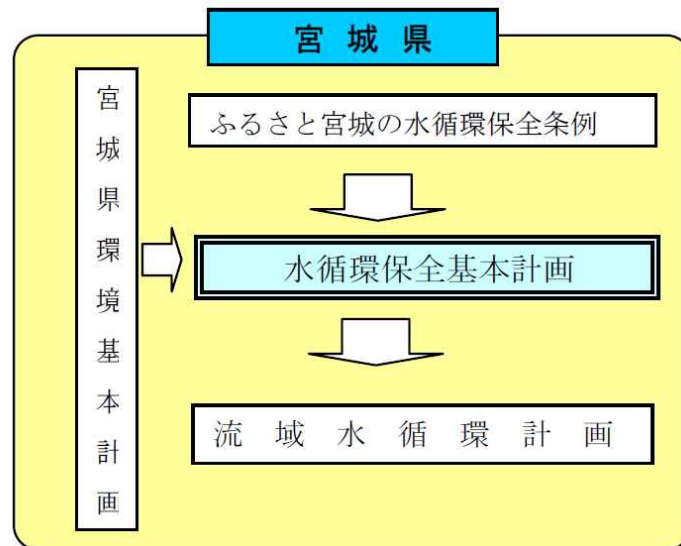 宮城県
宮城県環境基本計画
ふるさと宮城の水循環保全条例
水循環保全基本計画
流域水循環計画